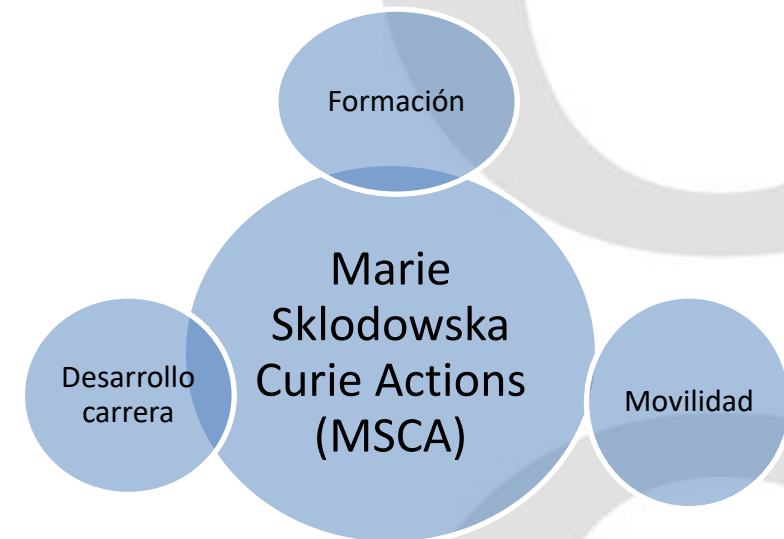 Formación
Marie
Sklodowska
Curie Actions
(MSCA)
Desarrollo
carrera
Movilidad